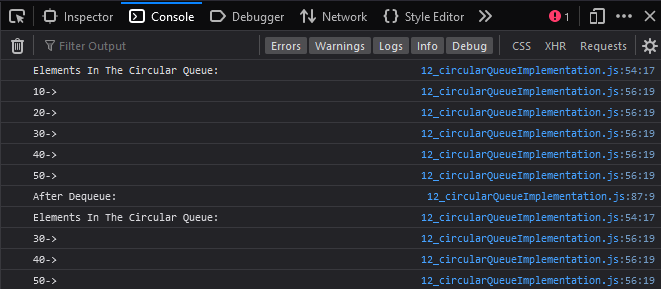 Inspector Console Debugger Network Style Editor 1
Filter Output Errors Warnings Logs Info Debug CSS XHR Requests
Elements In The Circular Queue: 12_circularQueueImplementation.js:54:17
10-> 12_circularQueueImplementation.js:56:19
20-> 12_circularQueueImplementation.js:56:19
30-> 12_circularQueueImplementation.js:56:19
40-> 12_circularQueueImplementation.js:56:19
50-> 12_circularQueueImplementation.js:56:19
After Dequeue: 12_circularQueueImplementation.js:87:9
Elements In The Circular Queue: 12_circularQueueImplementation.js:54:17
30-> 12_circularQueueImplementation.js:56:19
40-> 12_circularQueueImplementation.js:56:19
50-> 12_circularQueueImplementation.js:56:19